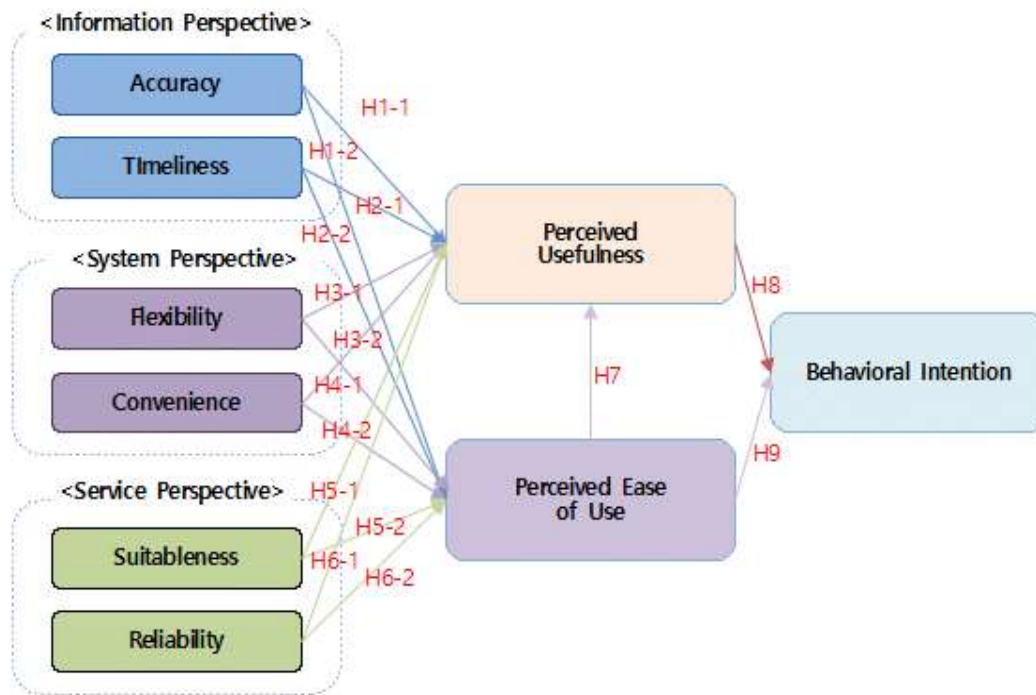 <Information Perspective>
Accuracy
H1-1
H1-2
TImeliness
H2-1
H2-2
Perceived
Usefulness
<System Perspective>
H3-1
Flexibility
H3-2
H8
H7
Behavioral Intention
H4-1
Convenience
H4-2
H9
<Service Perspective>
H5-1
Perceived Ease
of Use
H5-2
Suitableness
H6-1
H6-2
Reliability